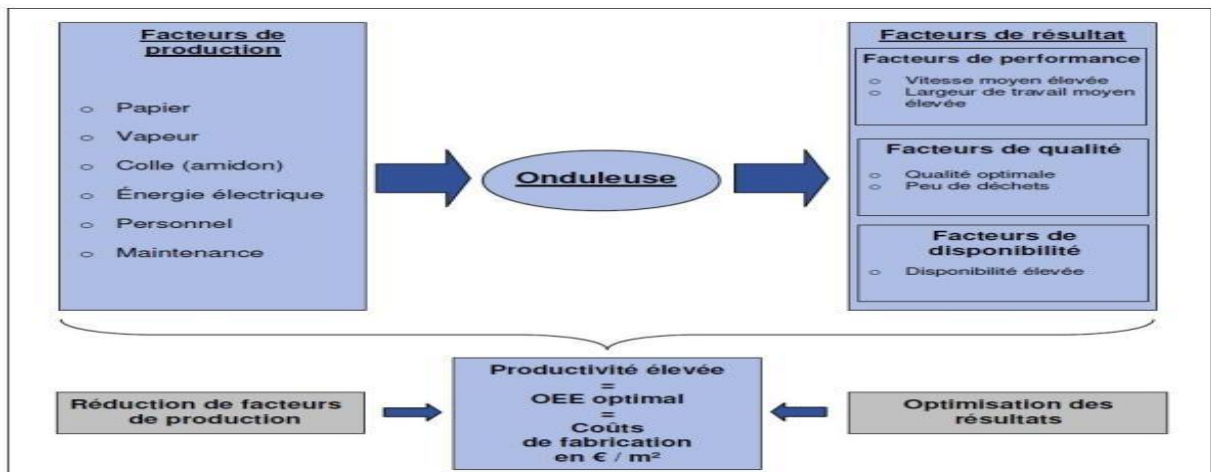 Facteurs de
production
○ Papier
○ Vapeur
○ Colle (amidon)
○ Énergie électrique
○ Personnel
○ Maintenance
Onduleuse
Facteurs de résultat
Facteurs de performance
○ Vitesse moyen élevée
○ Largeur de travail moyen
élevée
Facteurs de qualité
○ Qualité optimale
○ Peu de déchets
Facteurs de
disponibilité
○ Disponibilité élevée
Réduction de facteurs
de production
Productivité élevée
=
OEE optimal
=
Coûts
de fabrication
en € / m²
Optimisation des
résultats